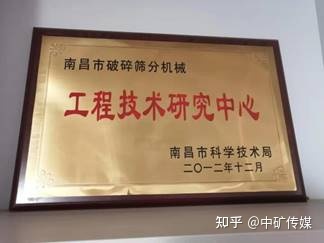 南昌市破碎筛分机械
工程技术研究中心
南昌市科学技术局
二〇一二年十二月
知乎 @中矿传媒